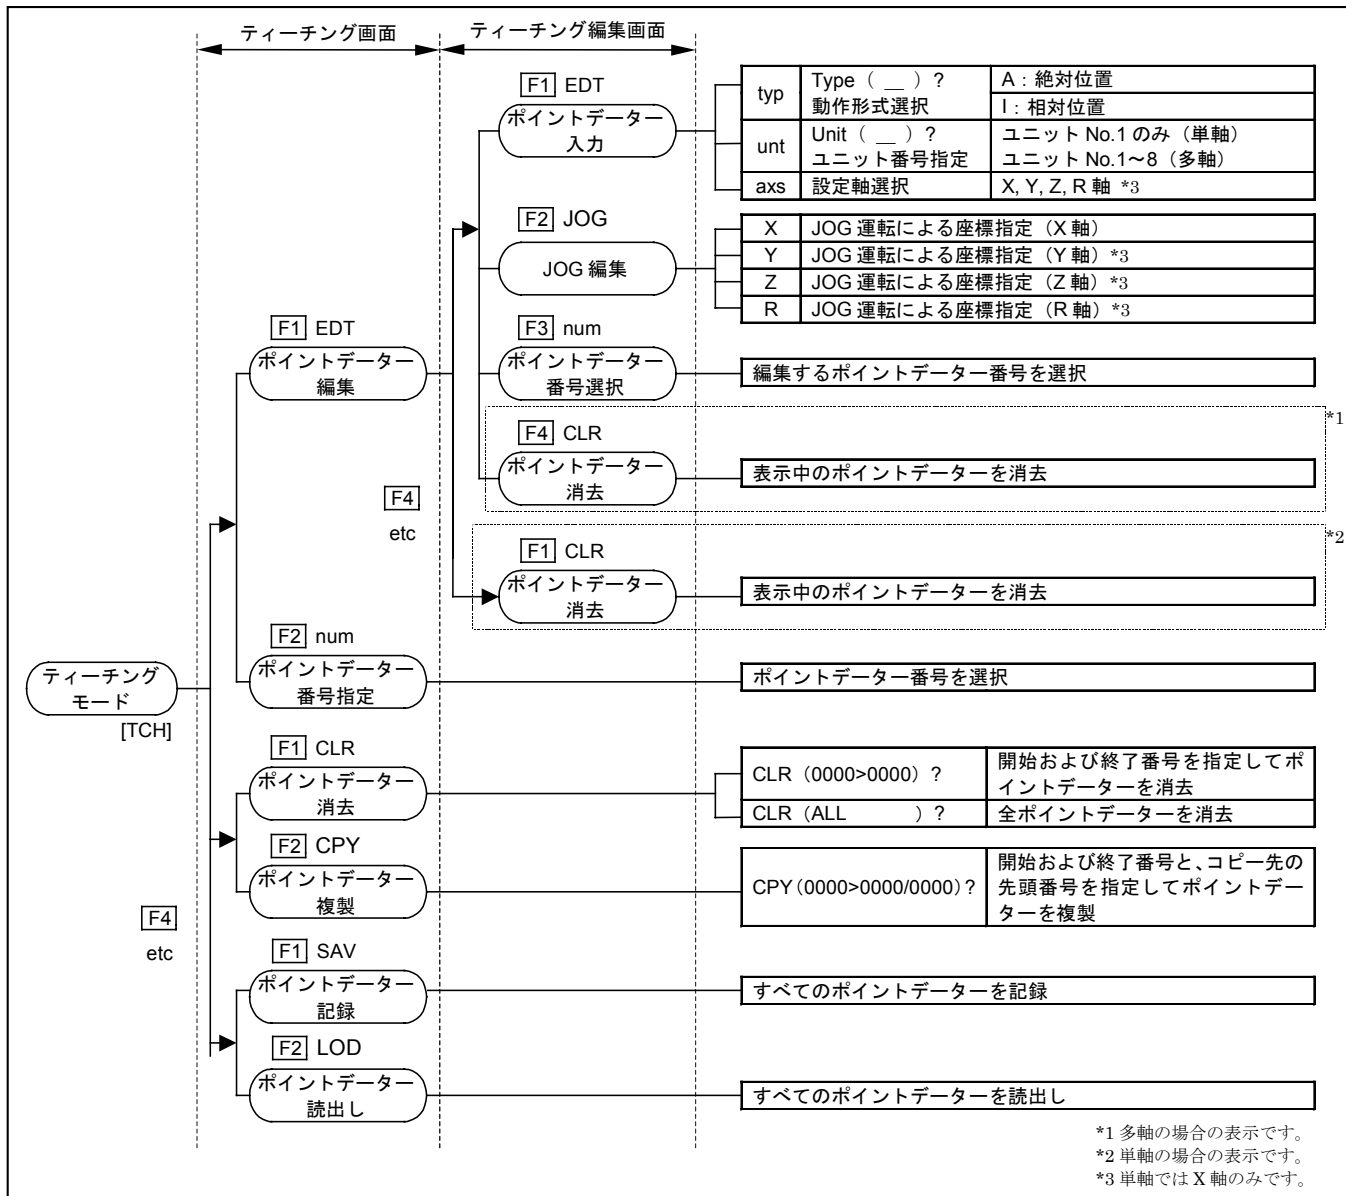 ティーチング画面
ティーチング編集画面
F1 EDT
ポイントデーター
入力
typ
Type（ ＿ ）?
動作形式選択
A：絶対位置
I：相対位置
unt
Unit（ ＿ ）?
ユニット番号指定
ユニット No.1 のみ（単軸）
ユニット No.1～8（多軸）
axs
設定軸選択
X, Y, Z, R 軸 *3
F2 JOG
JOG 編集
X
JOG 運転による座標指定（X 軸）
Y
JOG 運転による座標指定（Y 軸）*3
Z
JOG 運転による座標指定（Z 軸）*3
R
JOG 運転による座標指定（R 軸）*3
F1 EDT
ポイントデーター
編集
F3 num
ポイントデーター
番号選択
編集するポイントデーター番号を選択
*1
F4 CLR
ポイントデーター
消去
表示中のポイントデーターを消去
F4
etc
*2
F1 CLR
ポイントデーター
消去
表示中のポイントデーターを消去
F2 num
ポイントデーター
番号指定
ポイントデーター番号を選択
ティーチング
モード
[TCH]
F1 CLR
ポイントデーター
消去
CLR（0000>0000）?
開始および終了番号を指定してポ
イントデーターを消去
CLR（ALL ）?
全ポイントデーターを消去
F2 CPY
ポイントデーター
複製
CPY（0000>0000/0000）?
開始および終了番号と、コピー先の
先頭番号を指定してポイントデー
ターを複製
F4
etc
F1 SAV
ポイントデーター
記録
すべてのポイントデーターを記録
F2 LOD
ポイントデーター
読出し
すべてのポイントデーターを読出し
*1 多軸の場合の表示です。
*2 単軸の場合の表示です。
*3 単軸では X 軸のみです。